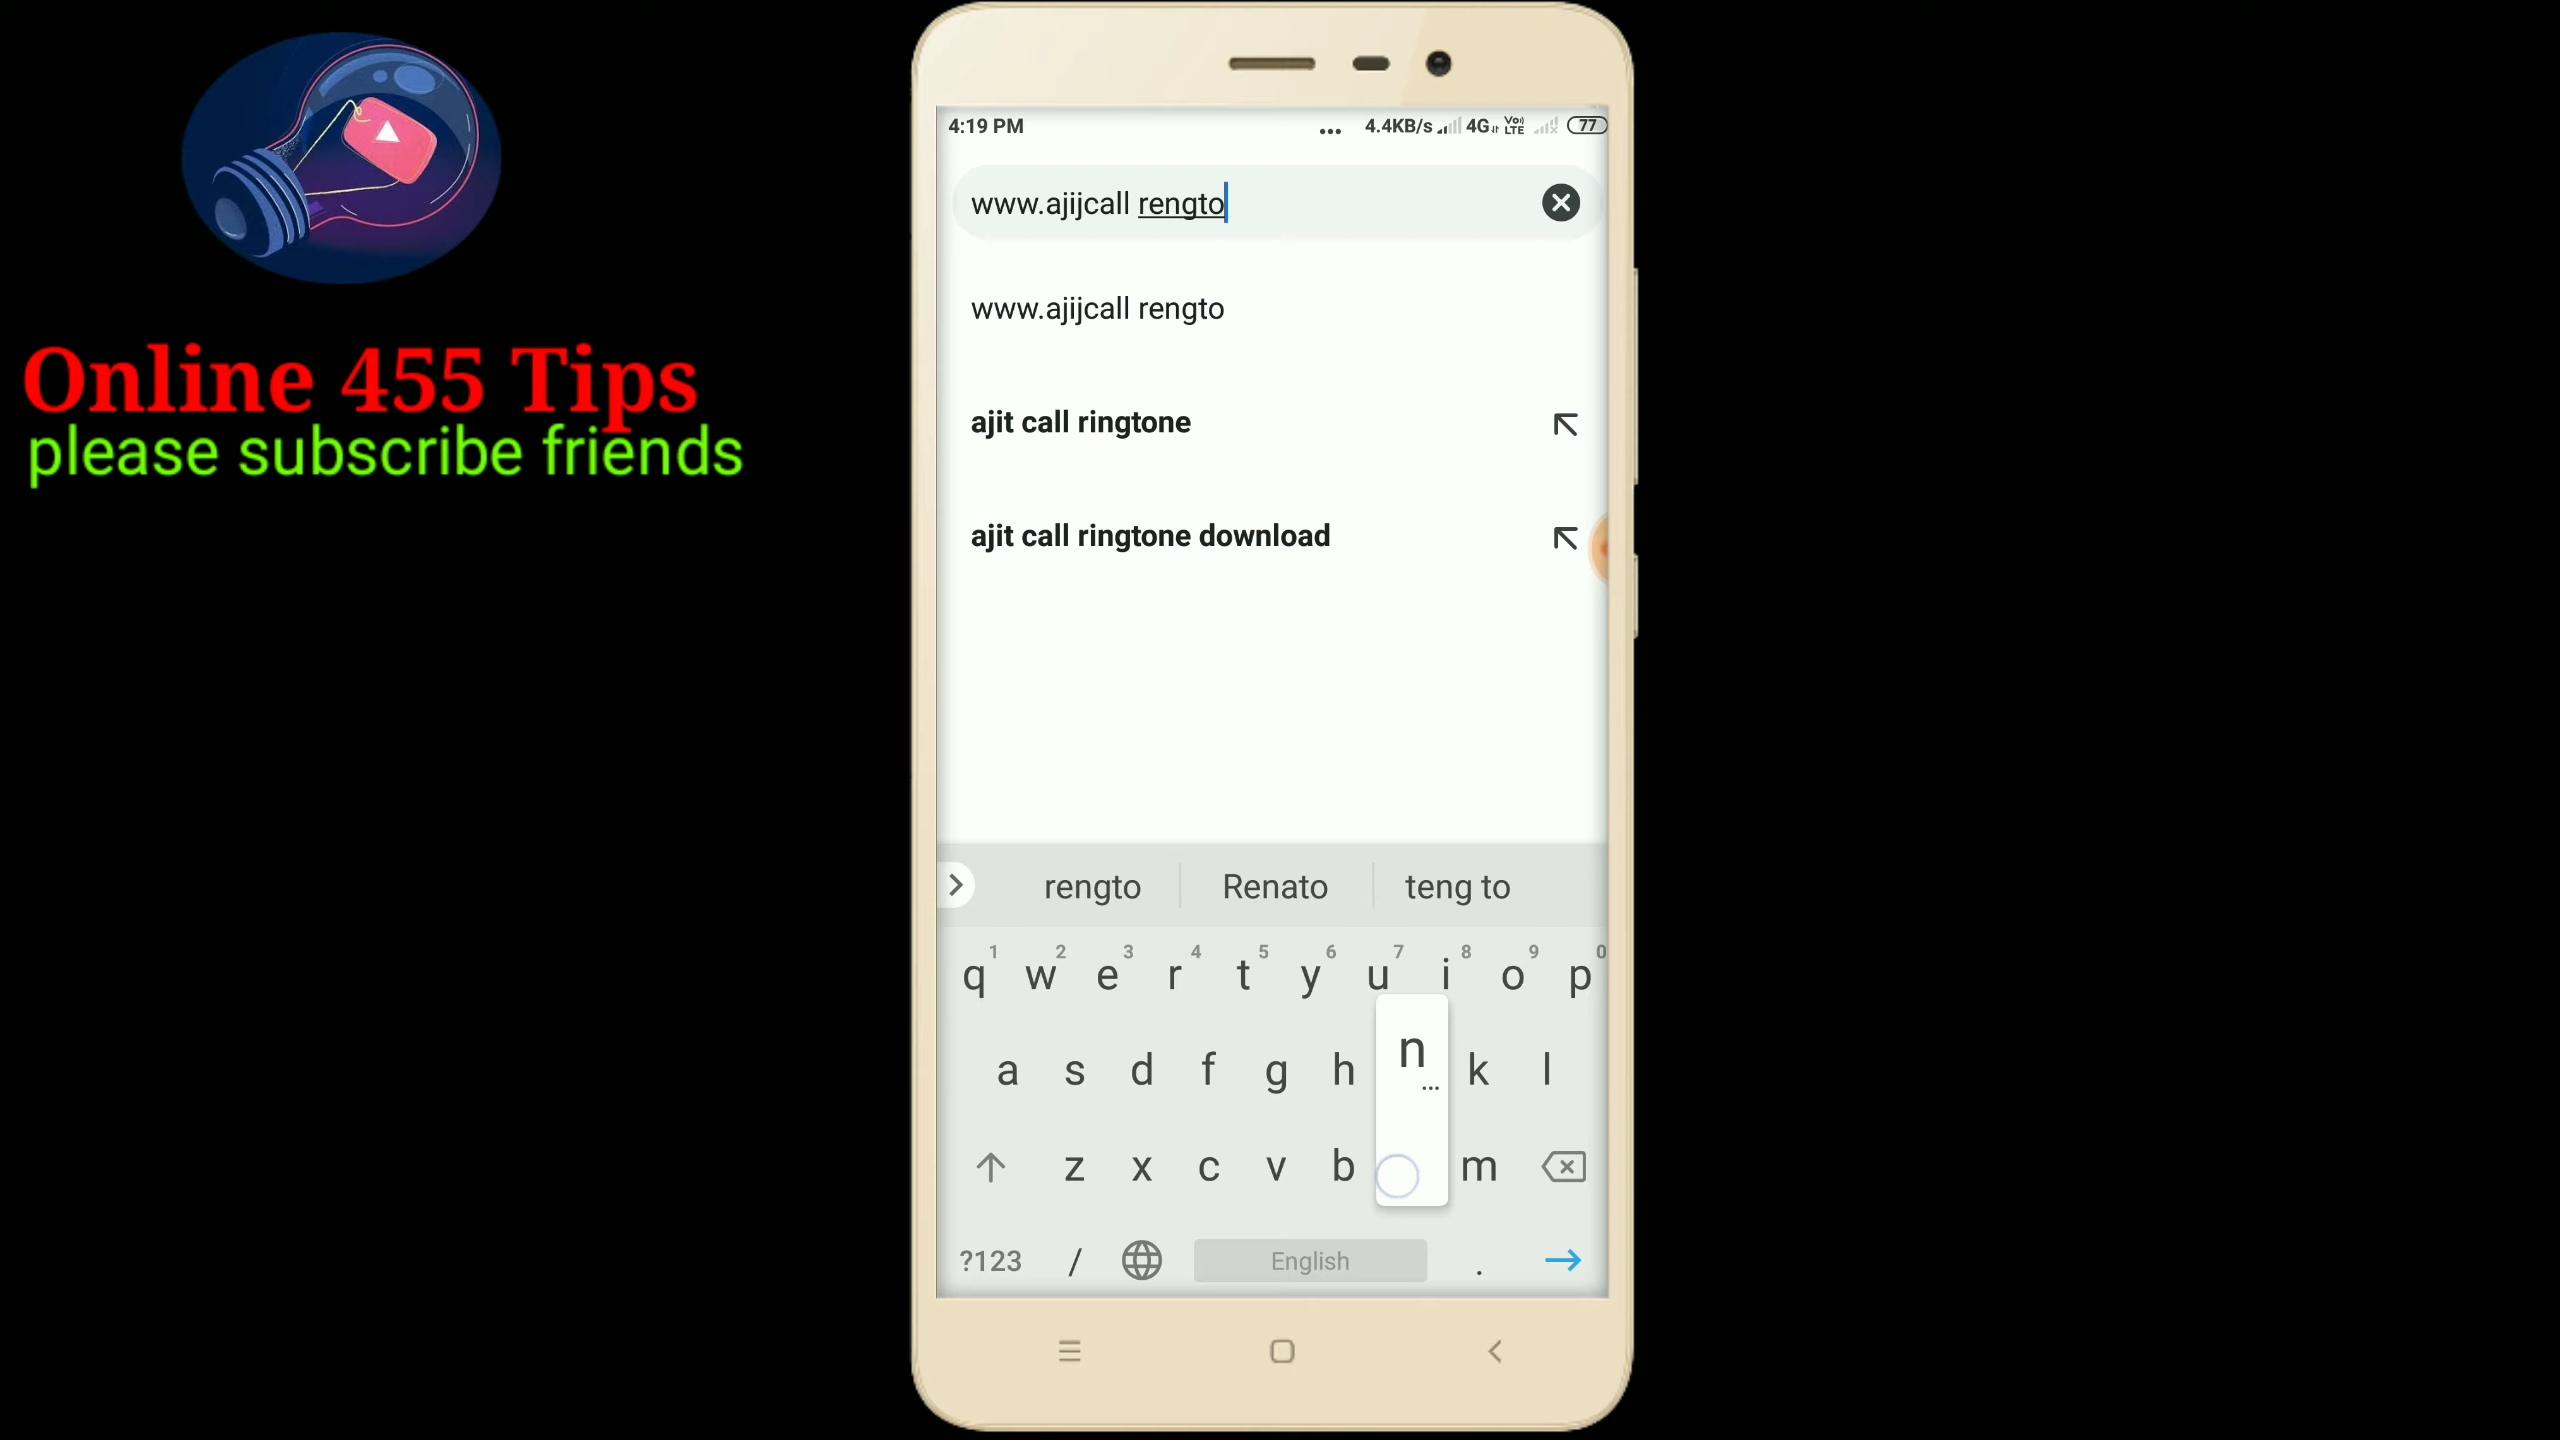 Online 455 Tips
please subscribe friends
4:19 PM ... 4.4KB/s 4G Vo) LTE 77
www.ajijcall rengto
www.ajijcall rengto
ajit call ringtone
ajit call ringtone download
rengto Renato teng to
1 2 3 4 5 6 7 8 9 0
q w e r t y u i o p
a s d f g h n k l
...
z x c v b m
?123 / English .